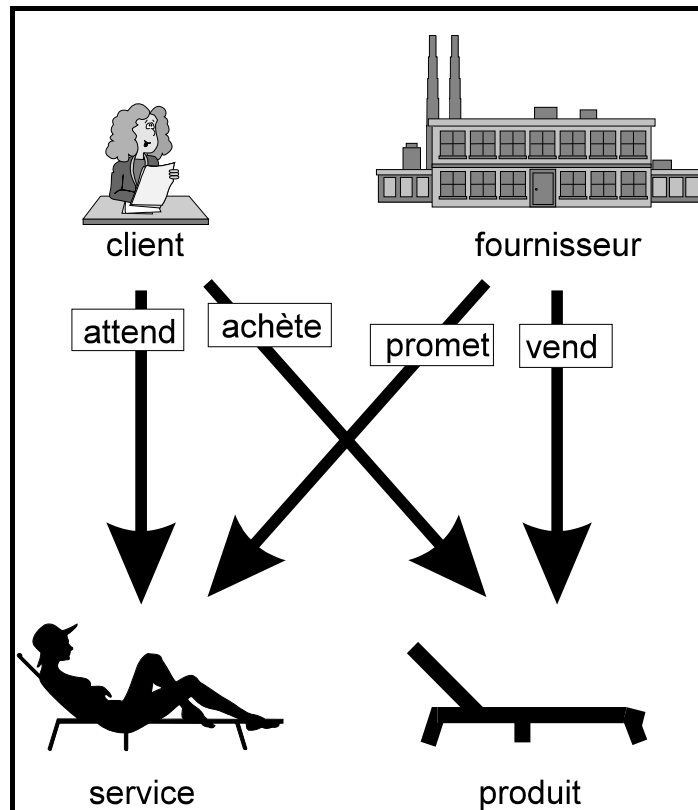 client
fournisseur
attend
achète
promet
vend
service
produit